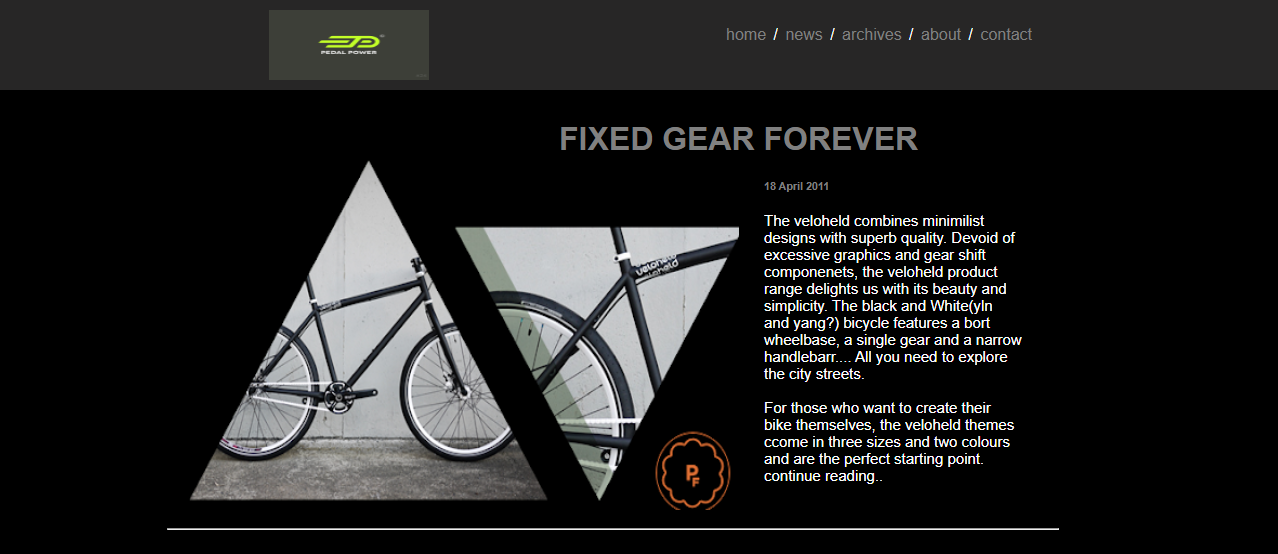 PEDAL POWER
home / news / archives / about / contact
FIXED GEAR FOREVER
18 April 2011
The veloheld combines minimilist
designs with superb quality. Devoid of
excessive graphics and gear shift
componenets, the veloheld product
range delights us with its beauty and
simplicity. The black and White(yIn
and yang?) bicycle features a bort
wheelbase, a single gear and a narrow
handlebarr.... All you need to explore
the city streets.
For those who want to create their
bike themselves, the veloheld themes
ccome in three sizes and two colours
and are the perfect starting point.
continue reading..
veloheld
veloheld
PF